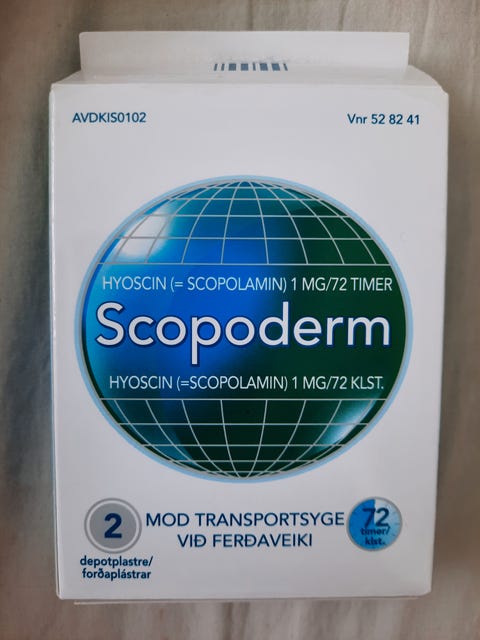 AVDKIS0102
Vnr 52 82 41
HYOSCIN (= SCOPOLAMIN) 1 MG/72 TIMER
Scopoderm
HYOSCIN (=SCOPOLAMIN) 1 MG/72 KLST.
2
depotplastre/
forðaplástrar
MOD TRANSPORTSYGE
VIÐ FERÐAVEIKI
72
timer/
klst.